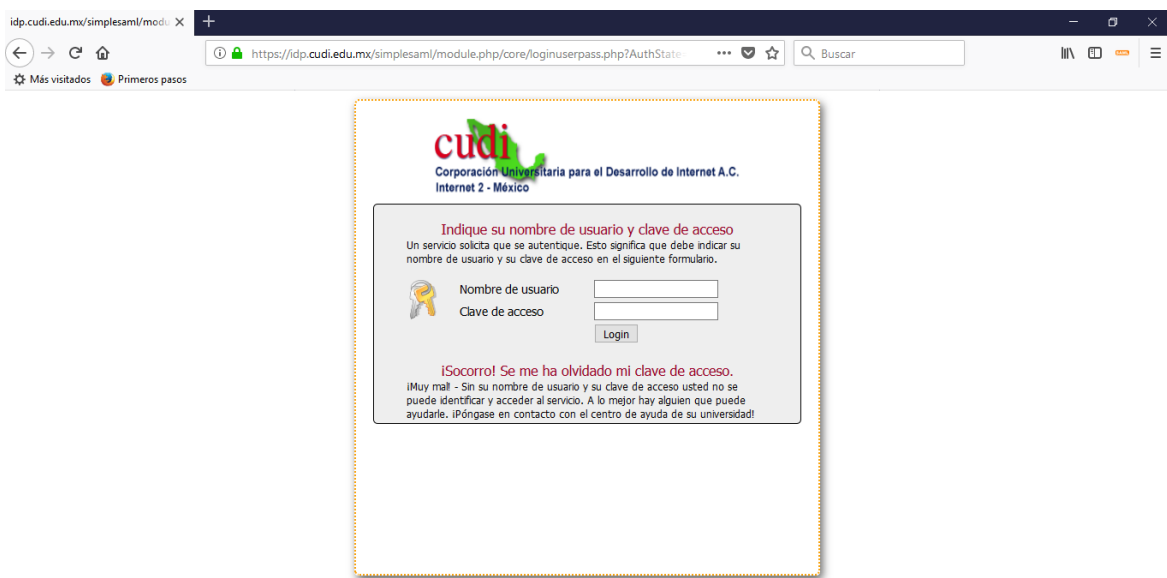 idp.cudi.edu.mx/simplesaml/modu
https://idp.cudi.edu.mx/simplesaml/module.php/core/loginuserpass.php?AuthState
Buscar
Más visitados Primeros pasos
cudi
Corporación Universitaria para el Desarrollo de Internet A.C.
Internet 2 - México
Indique su nombre de usuario y clave de acceso
Un servicio solicita que se autentique. Esto significa que debe indicar su
nombre de usuario y su clave de acceso en el siguiente formulario.
Nombre de usuario
Clave de acceso
Login
¡Socorro! Se me ha olvidado mi clave de acceso.
¡Muy mal! - Sin su nombre de usuario y su clave de acceso usted no se
puede identificar y acceder al servicio. A lo mejor hay alguien que puede
ayudarle. ¡Póngase en contacto con el centro de ayuda de su universidad!